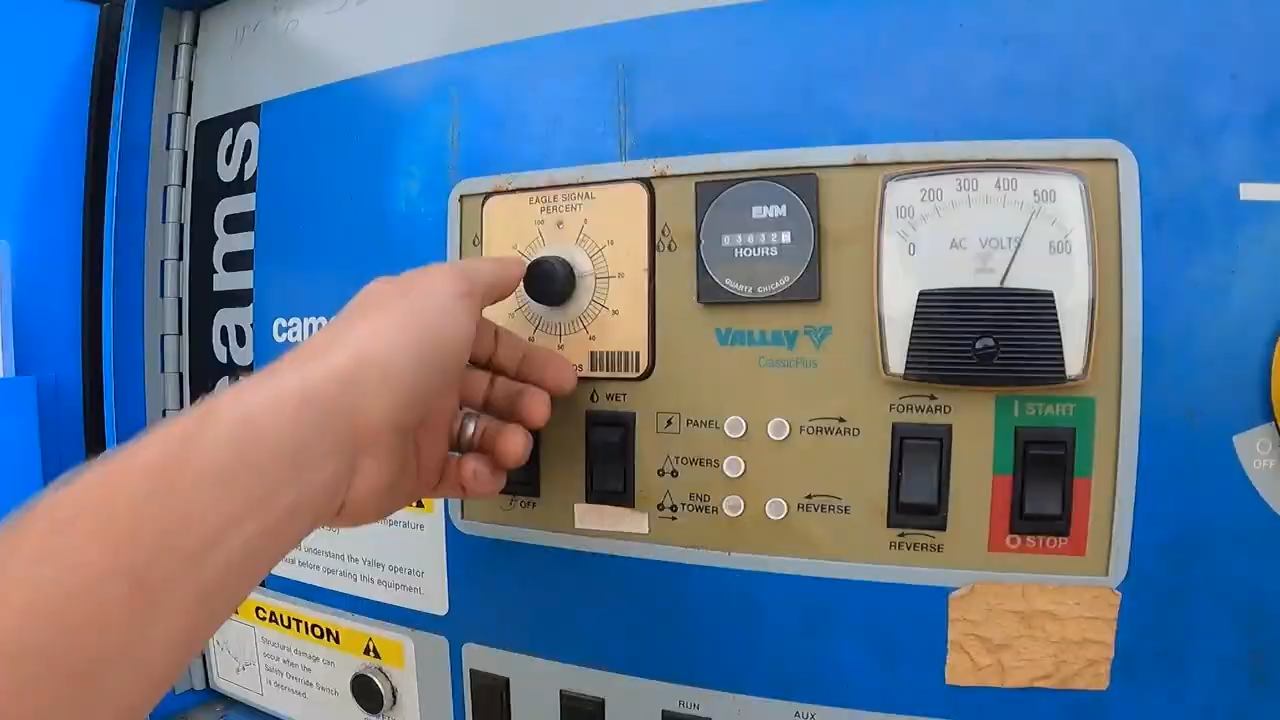 ams
cam
EAGLE SIGNAL
PERCENT
100
0
10
20
30
40
50
60
70
ENM
03632
HOURS
QUARTZ CHICAGO
VALLEY
ClassicPlus
0
100
200
300
400
500
600
AC VOLTS
WET
OFF
PANEL
FORWARD
TOWERS
END
TOWER
REVERSE
FORWARD
REVERSE
START
STOP
OFF
understand the Valley operator
before operating this equipment.
CAUTION
Structural damage can
occur when the
Safety Override Switch
is depressed.
RUN
AUX